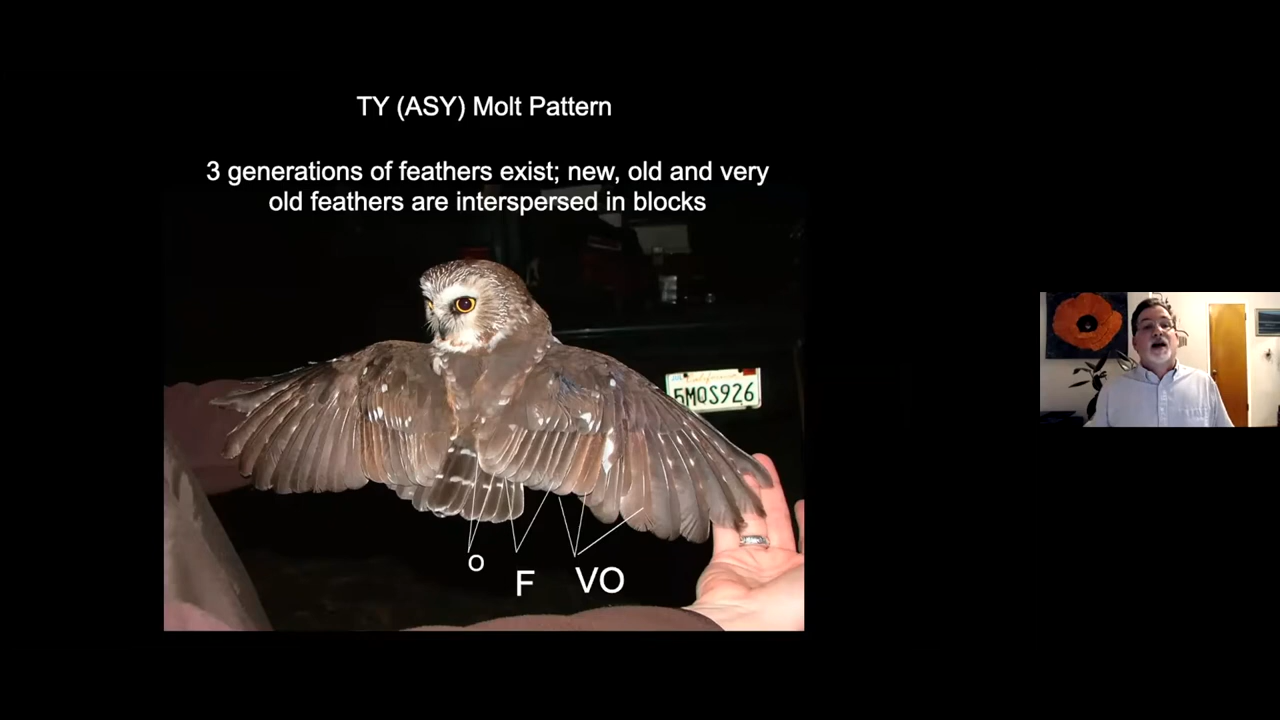 TY (ASY) Molt Pattern
3 generations of feathers exist; new, old and very
old feathers are interspersed in blocks
California
5MOS926
O
F
VO